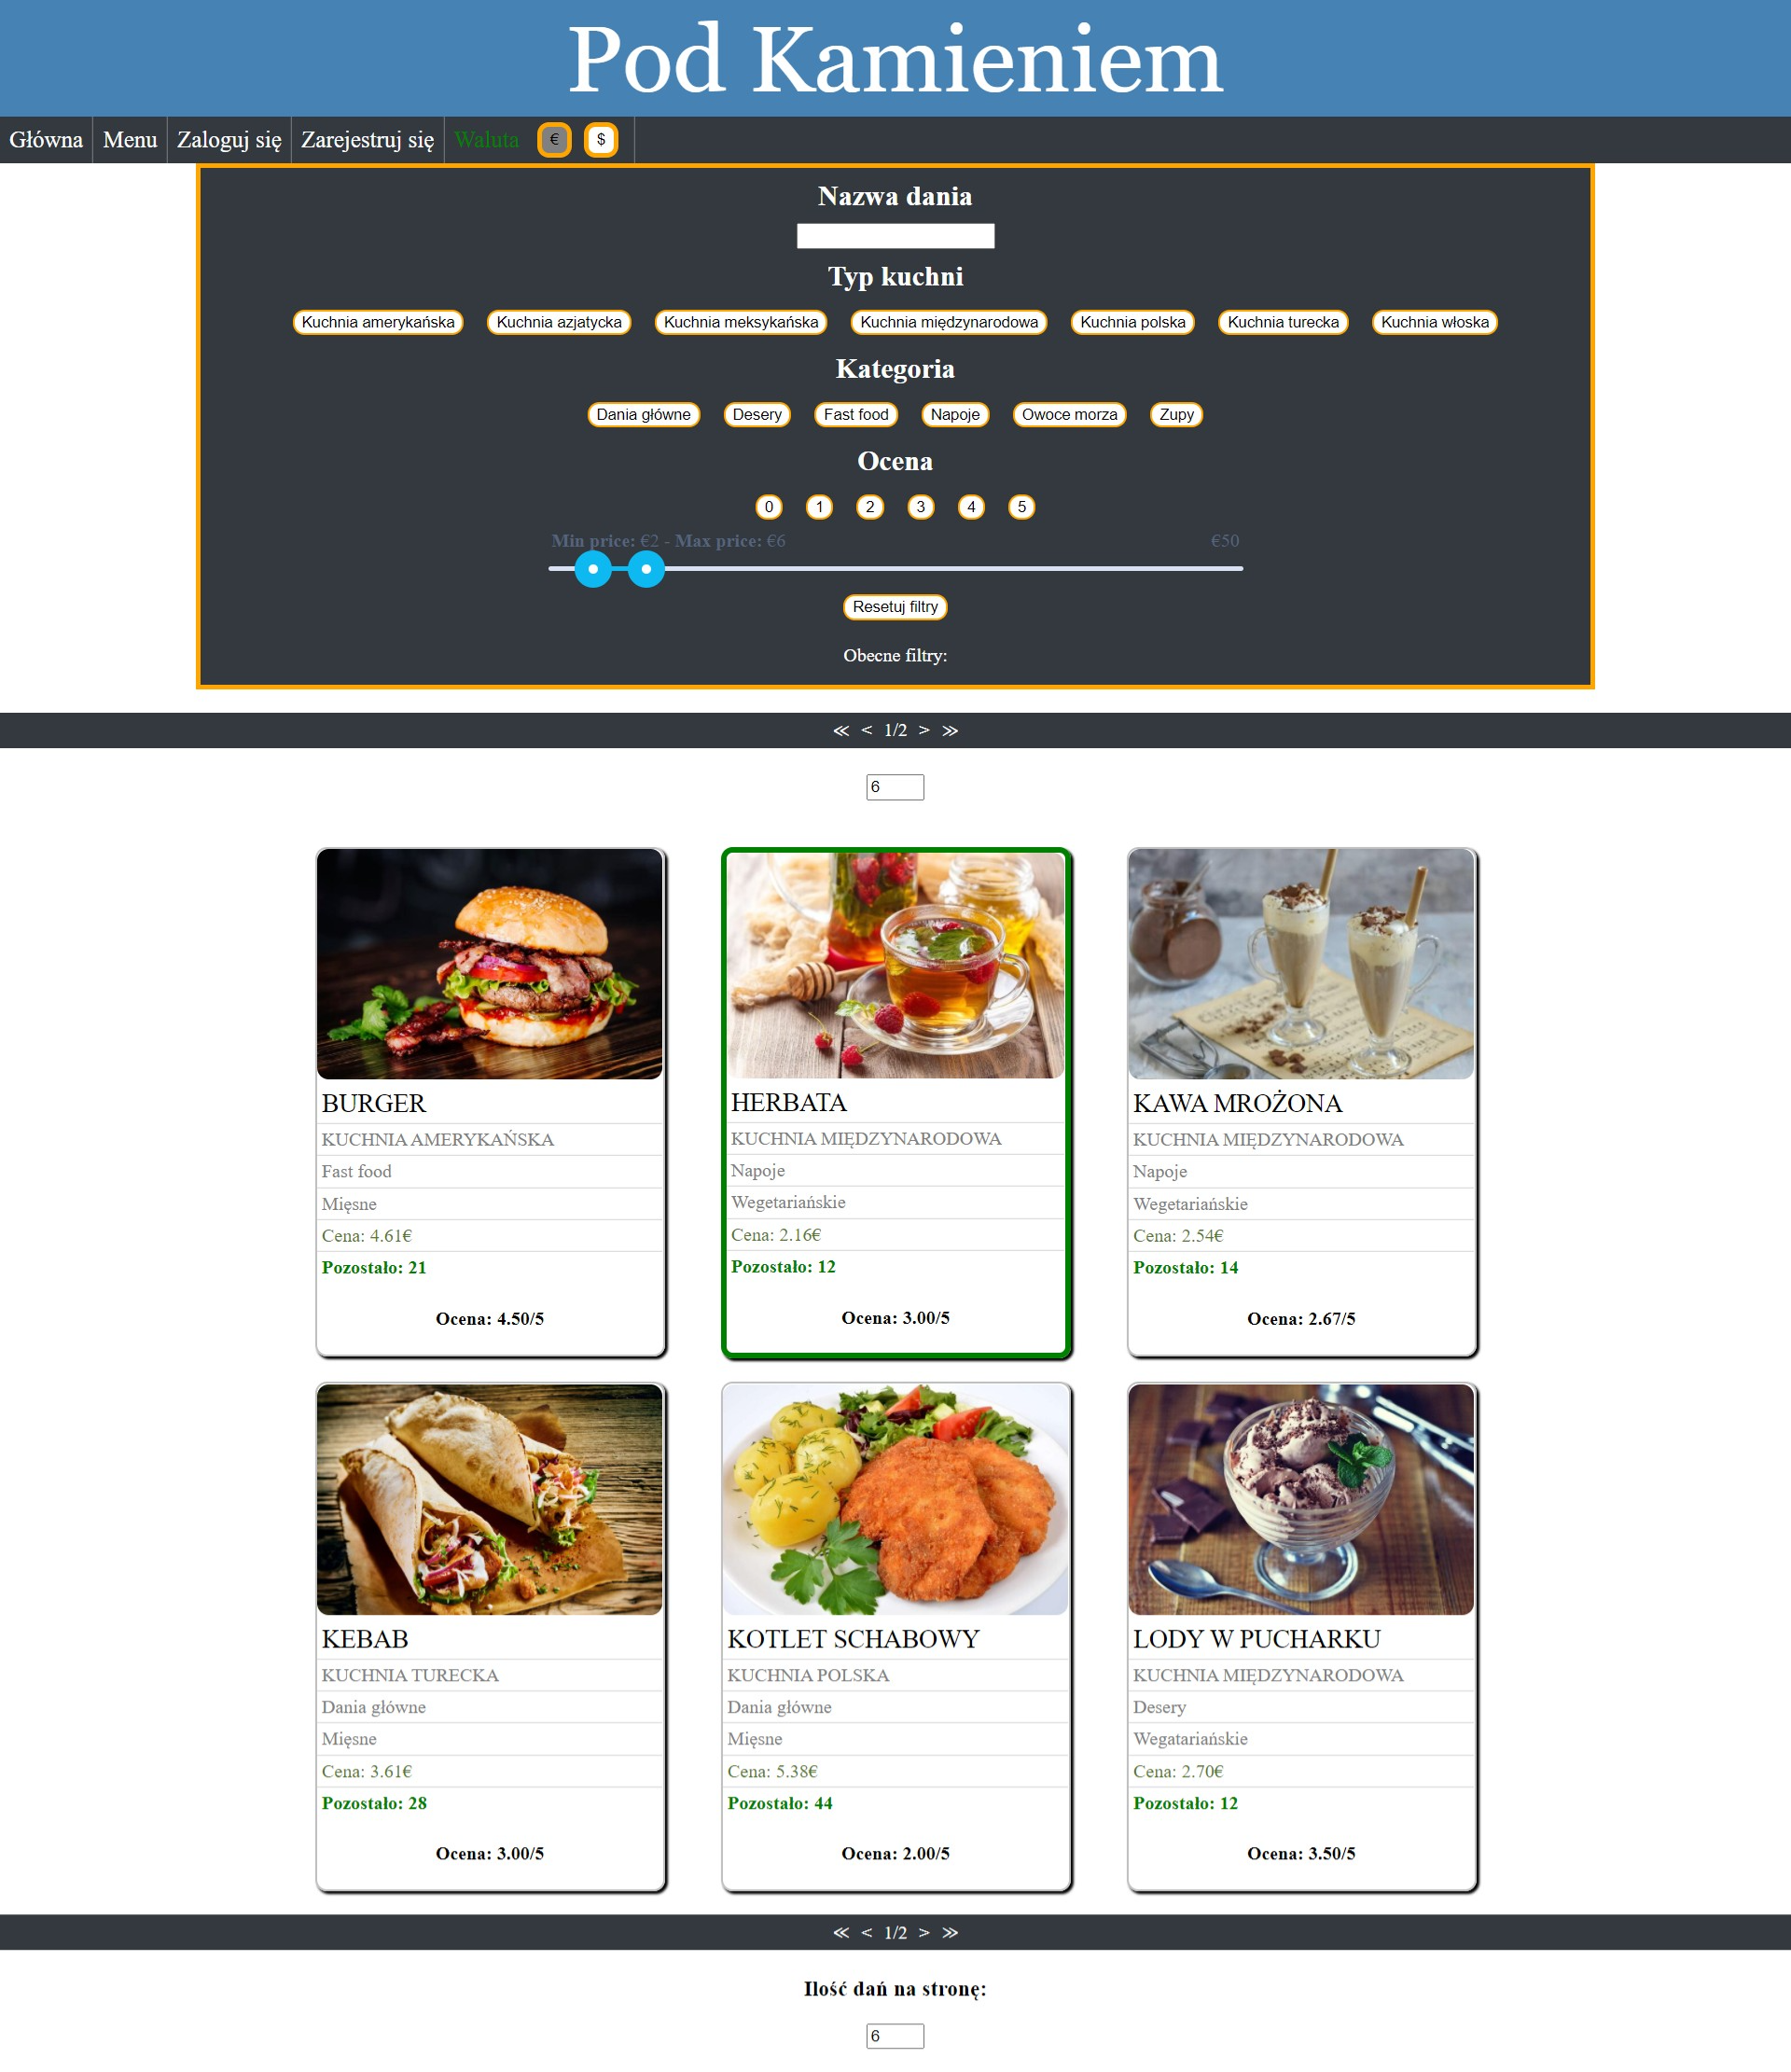 Pod Kamieniem
Główna Menu Zaloguj się Zarejestruj się Waluta € $
Nazwa dania
Typ kuchni
Kuchnia amerykańska Kuchnia azjatycka Kuchnia meksykańska Kuchnia międzynarodowa Kuchnia polska Kuchnia turecka Kuchnia włoska
Kategoria
Dania główne Desery Fast food Napoje Owoce morza Zupy
Ocena
0 1 2 3 4 5
Min price: €2 - Max price: €6 €50
Resetuj filtry
Obecne filtry:
≪ < 1/2 > ≫
6
BURGER
KUCHNIA AMERYKAŃSKA
Fast food
Mięsne
Cena: 4.61€
Pozostało: 21
Ocena: 4.50/5
HERBATA
KUCHNIA MIĘDZYNARODOWA
Napoje
Wegetariańskie
Cena: 2.16€
Pozostało: 12
Ocena: 3.00/5
KAWA MROŻONA
KUCHNIA MIĘDZYNARODOWA
Napoje
Wegetariańskie
Cena: 2.54€
Pozostało: 14
Ocena: 2.67/5
KEBAB
KUCHNIA TURECKA
Dania główne
Mięsne
Cena: 3.61€
Pozostało: 28
Ocena: 3.00/5
KOTLET SCHABOWY
KUCHNIA POLSKA
Dania główne
Mięsne
Cena: 5.38€
Pozostało: 44
Ocena: 2.00/5
LODY W PUCHARKU
KUCHNIA MIĘDZYNARODOWA
Desery
Wegatariańskie
Cena: 2.70€
Pozostało: 12
Ocena: 3.50/5
≪ < 1/2 > ≫
Ilość dań na stronę:
6